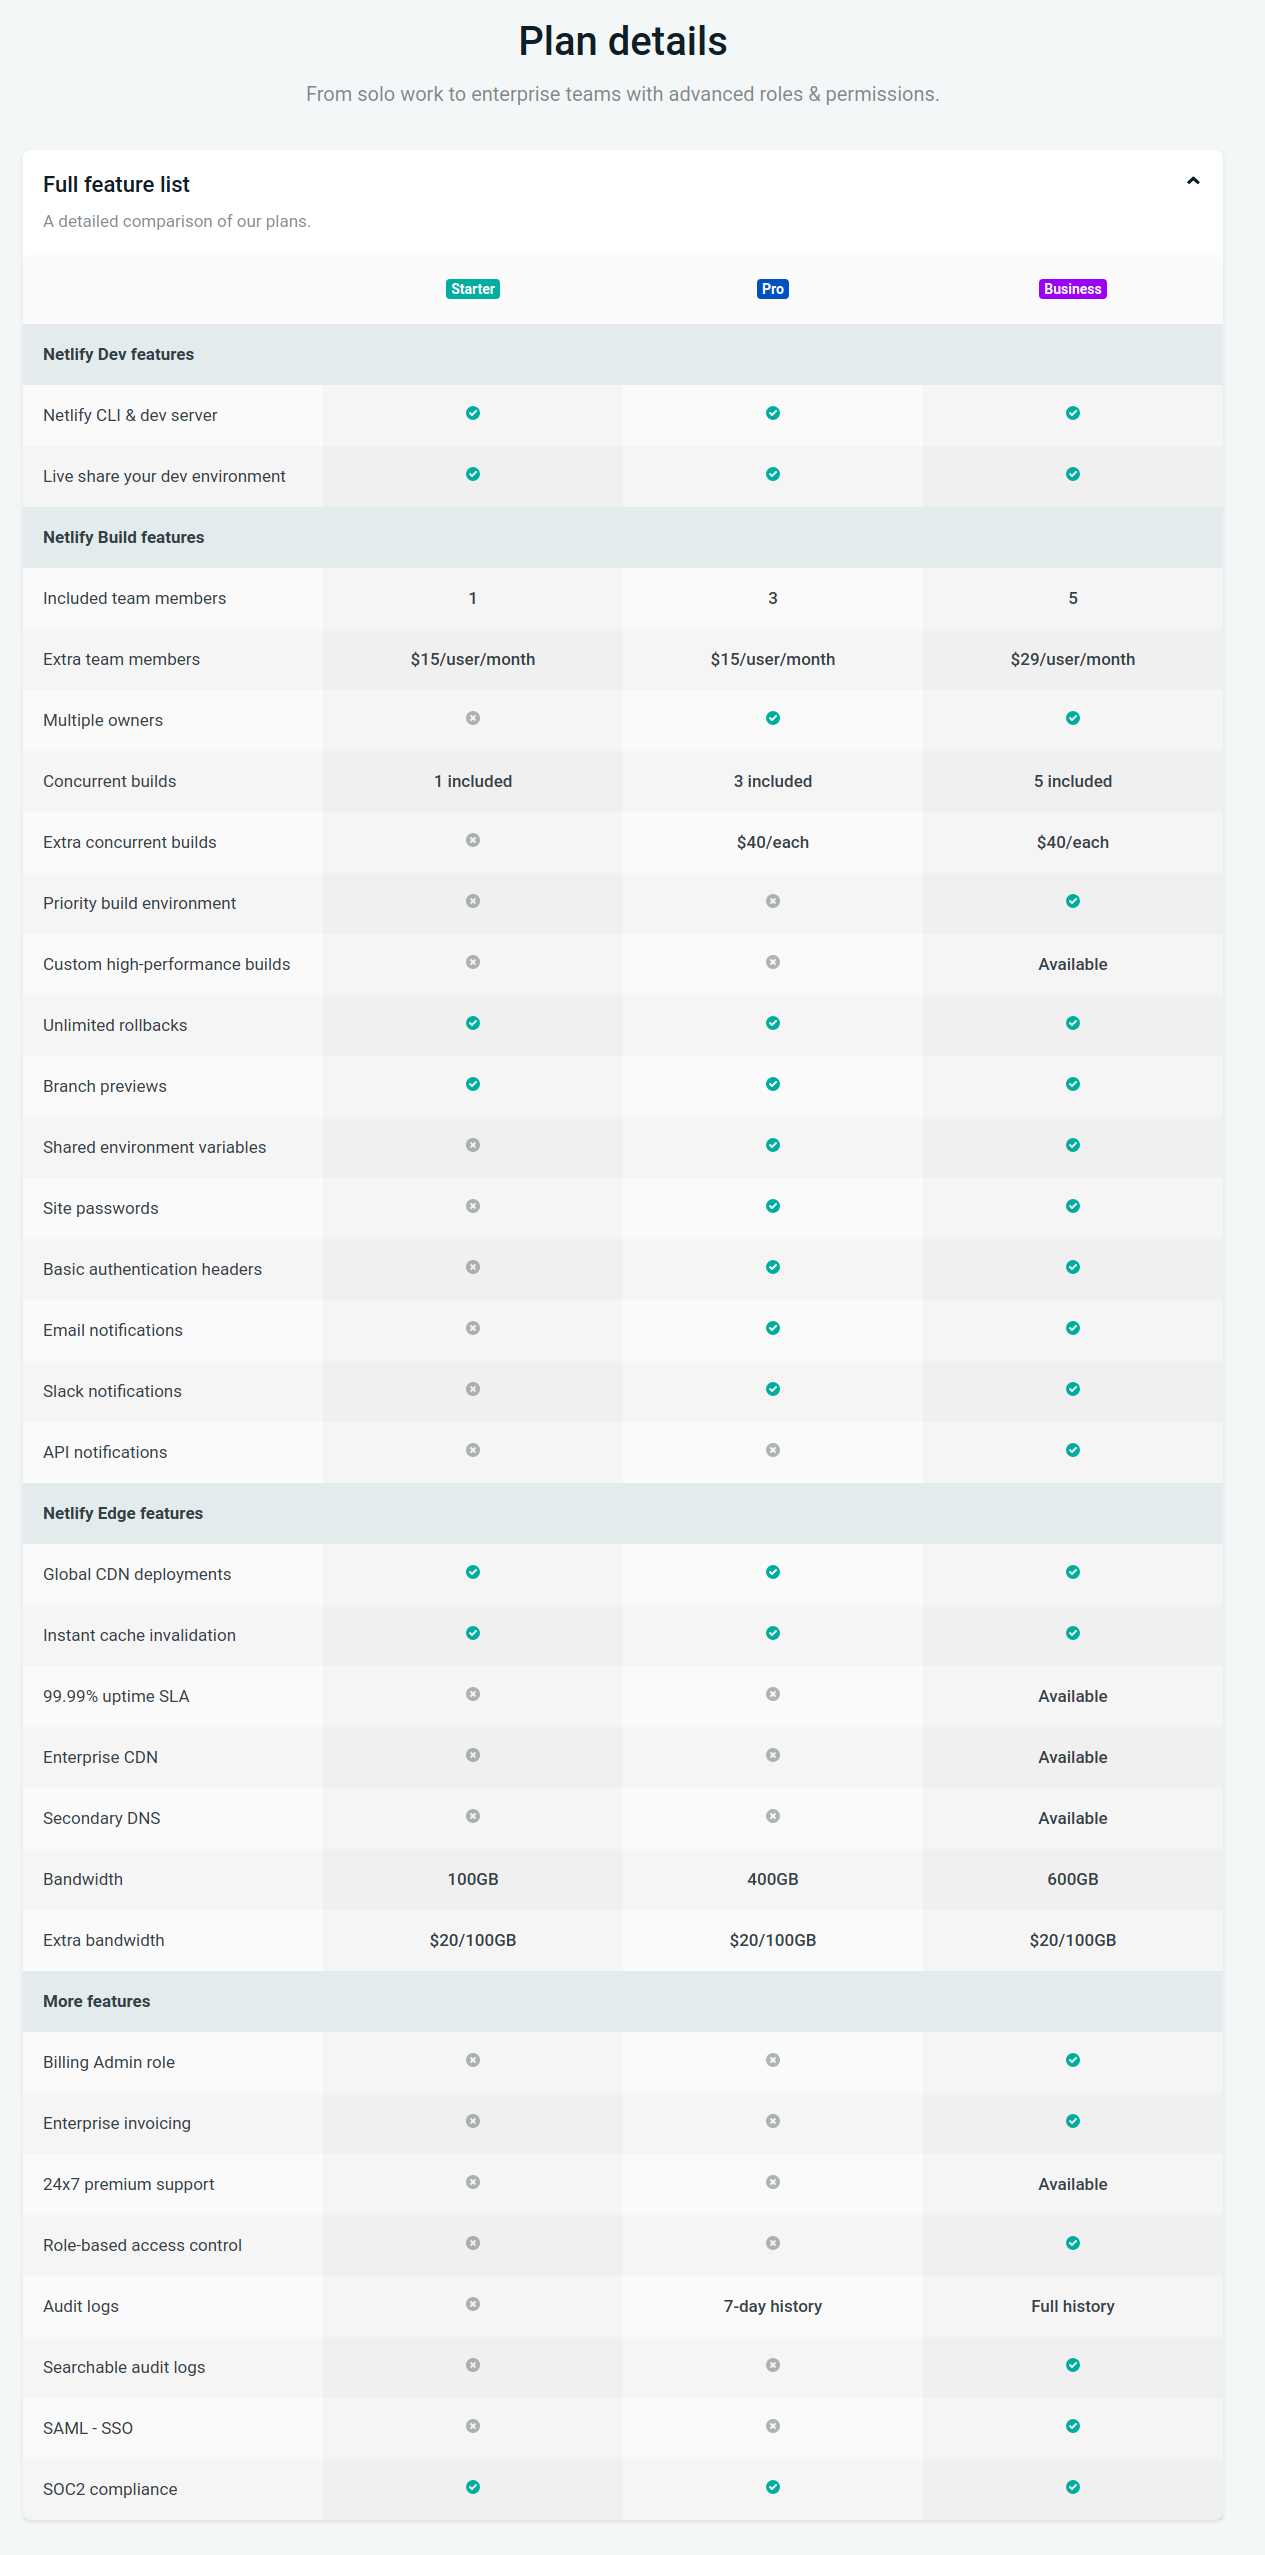 Plan details
From solo work to enterprise teams with advanced roles & permissions.
Full feature list
A detailed comparison of our plans.
Starter Pro Business
Netlify Dev features
Netlify CLI & dev server
Live share your dev environment
Netlify Build features
Included team members 1 3 5
Extra team members $15/user/month $15/user/month $29/user/month
Multiple owners
Concurrent builds 1 included 3 included 5 included
Extra concurrent builds $40/each $40/each
Priority build environment
Custom high-performance builds Available
Unlimited rollbacks
Branch previews
Shared environment variables
Site passwords
Basic authentication headers
Email notifications
Slack notifications
API notifications
Netlify Edge features
Global CDN deployments
Instant cache invalidation
99.99% uptime SLA Available
Enterprise CDN Available
Secondary DNS Available
Bandwidth 100GB 400GB 600GB
Extra bandwidth $20/100GB $20/100GB $20/100GB
More features
Billing Admin role
Enterprise invoicing
24x7 premium support Available
Role-based access control
Audit logs 7-day history Full history
Searchable audit logs
SAML - SSO
SOC2 compliance